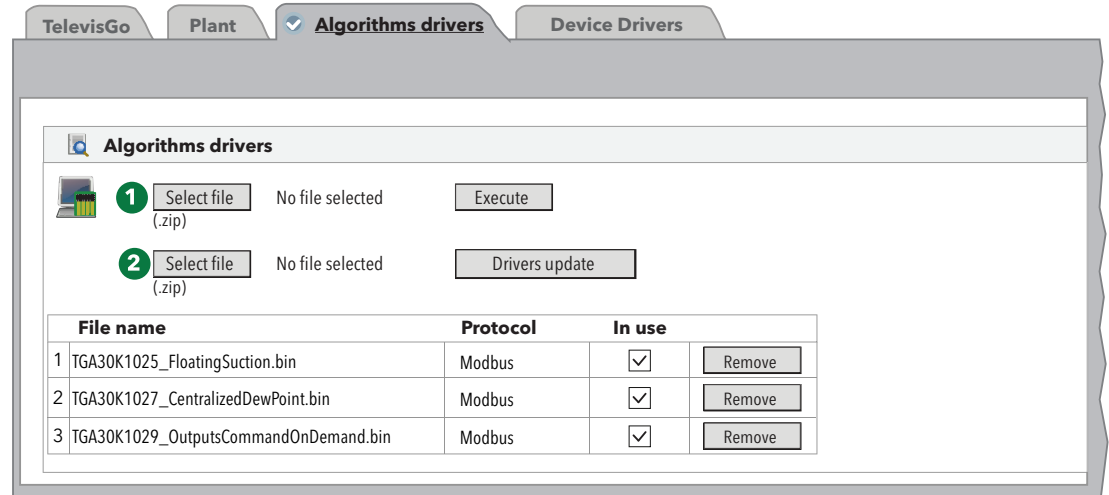 TelevisGo Plant Algorithms drivers Device Drivers
Algorithms drivers
1 Select file No file selected Execute
(.zip)
2 Select file No file selected Drivers update
(.zip)
File name Protocol In use
1 TGA30K1025_FloatingSuction.bin Modbus Remove
2 TGA30K1027_CentralizedDewPoint.bin Modbus Remove
3 TGA30K1029_OutputsCommandOnDemand.bin Modbus Remove